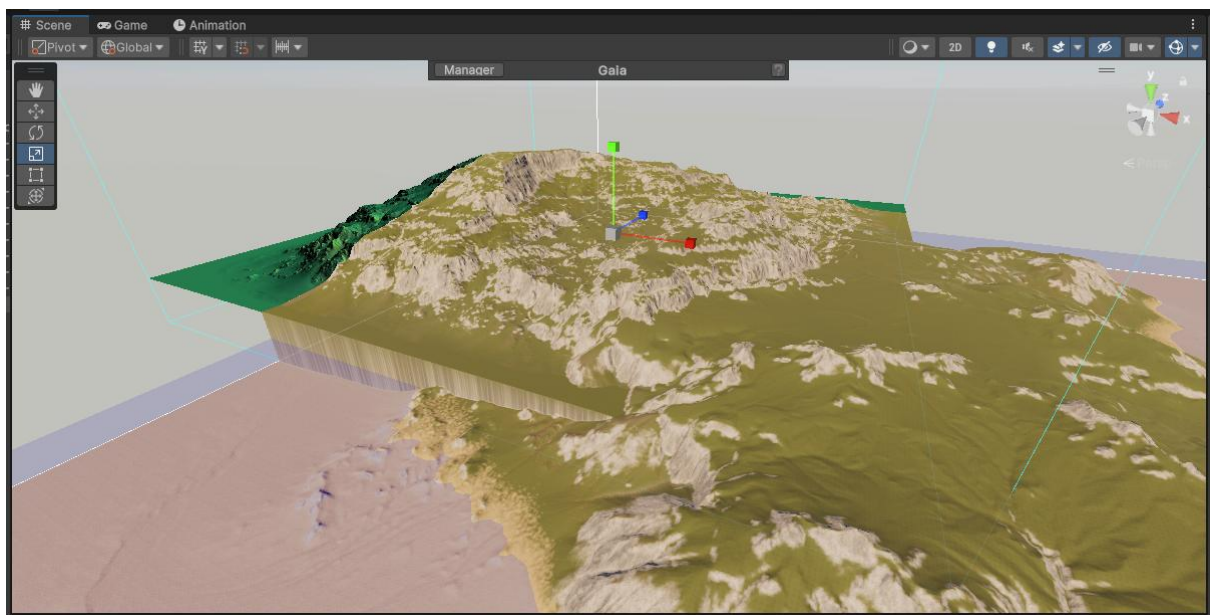 Scene Game Animation
Pivot Global 2D
Manager Gaia ?
y
z
x